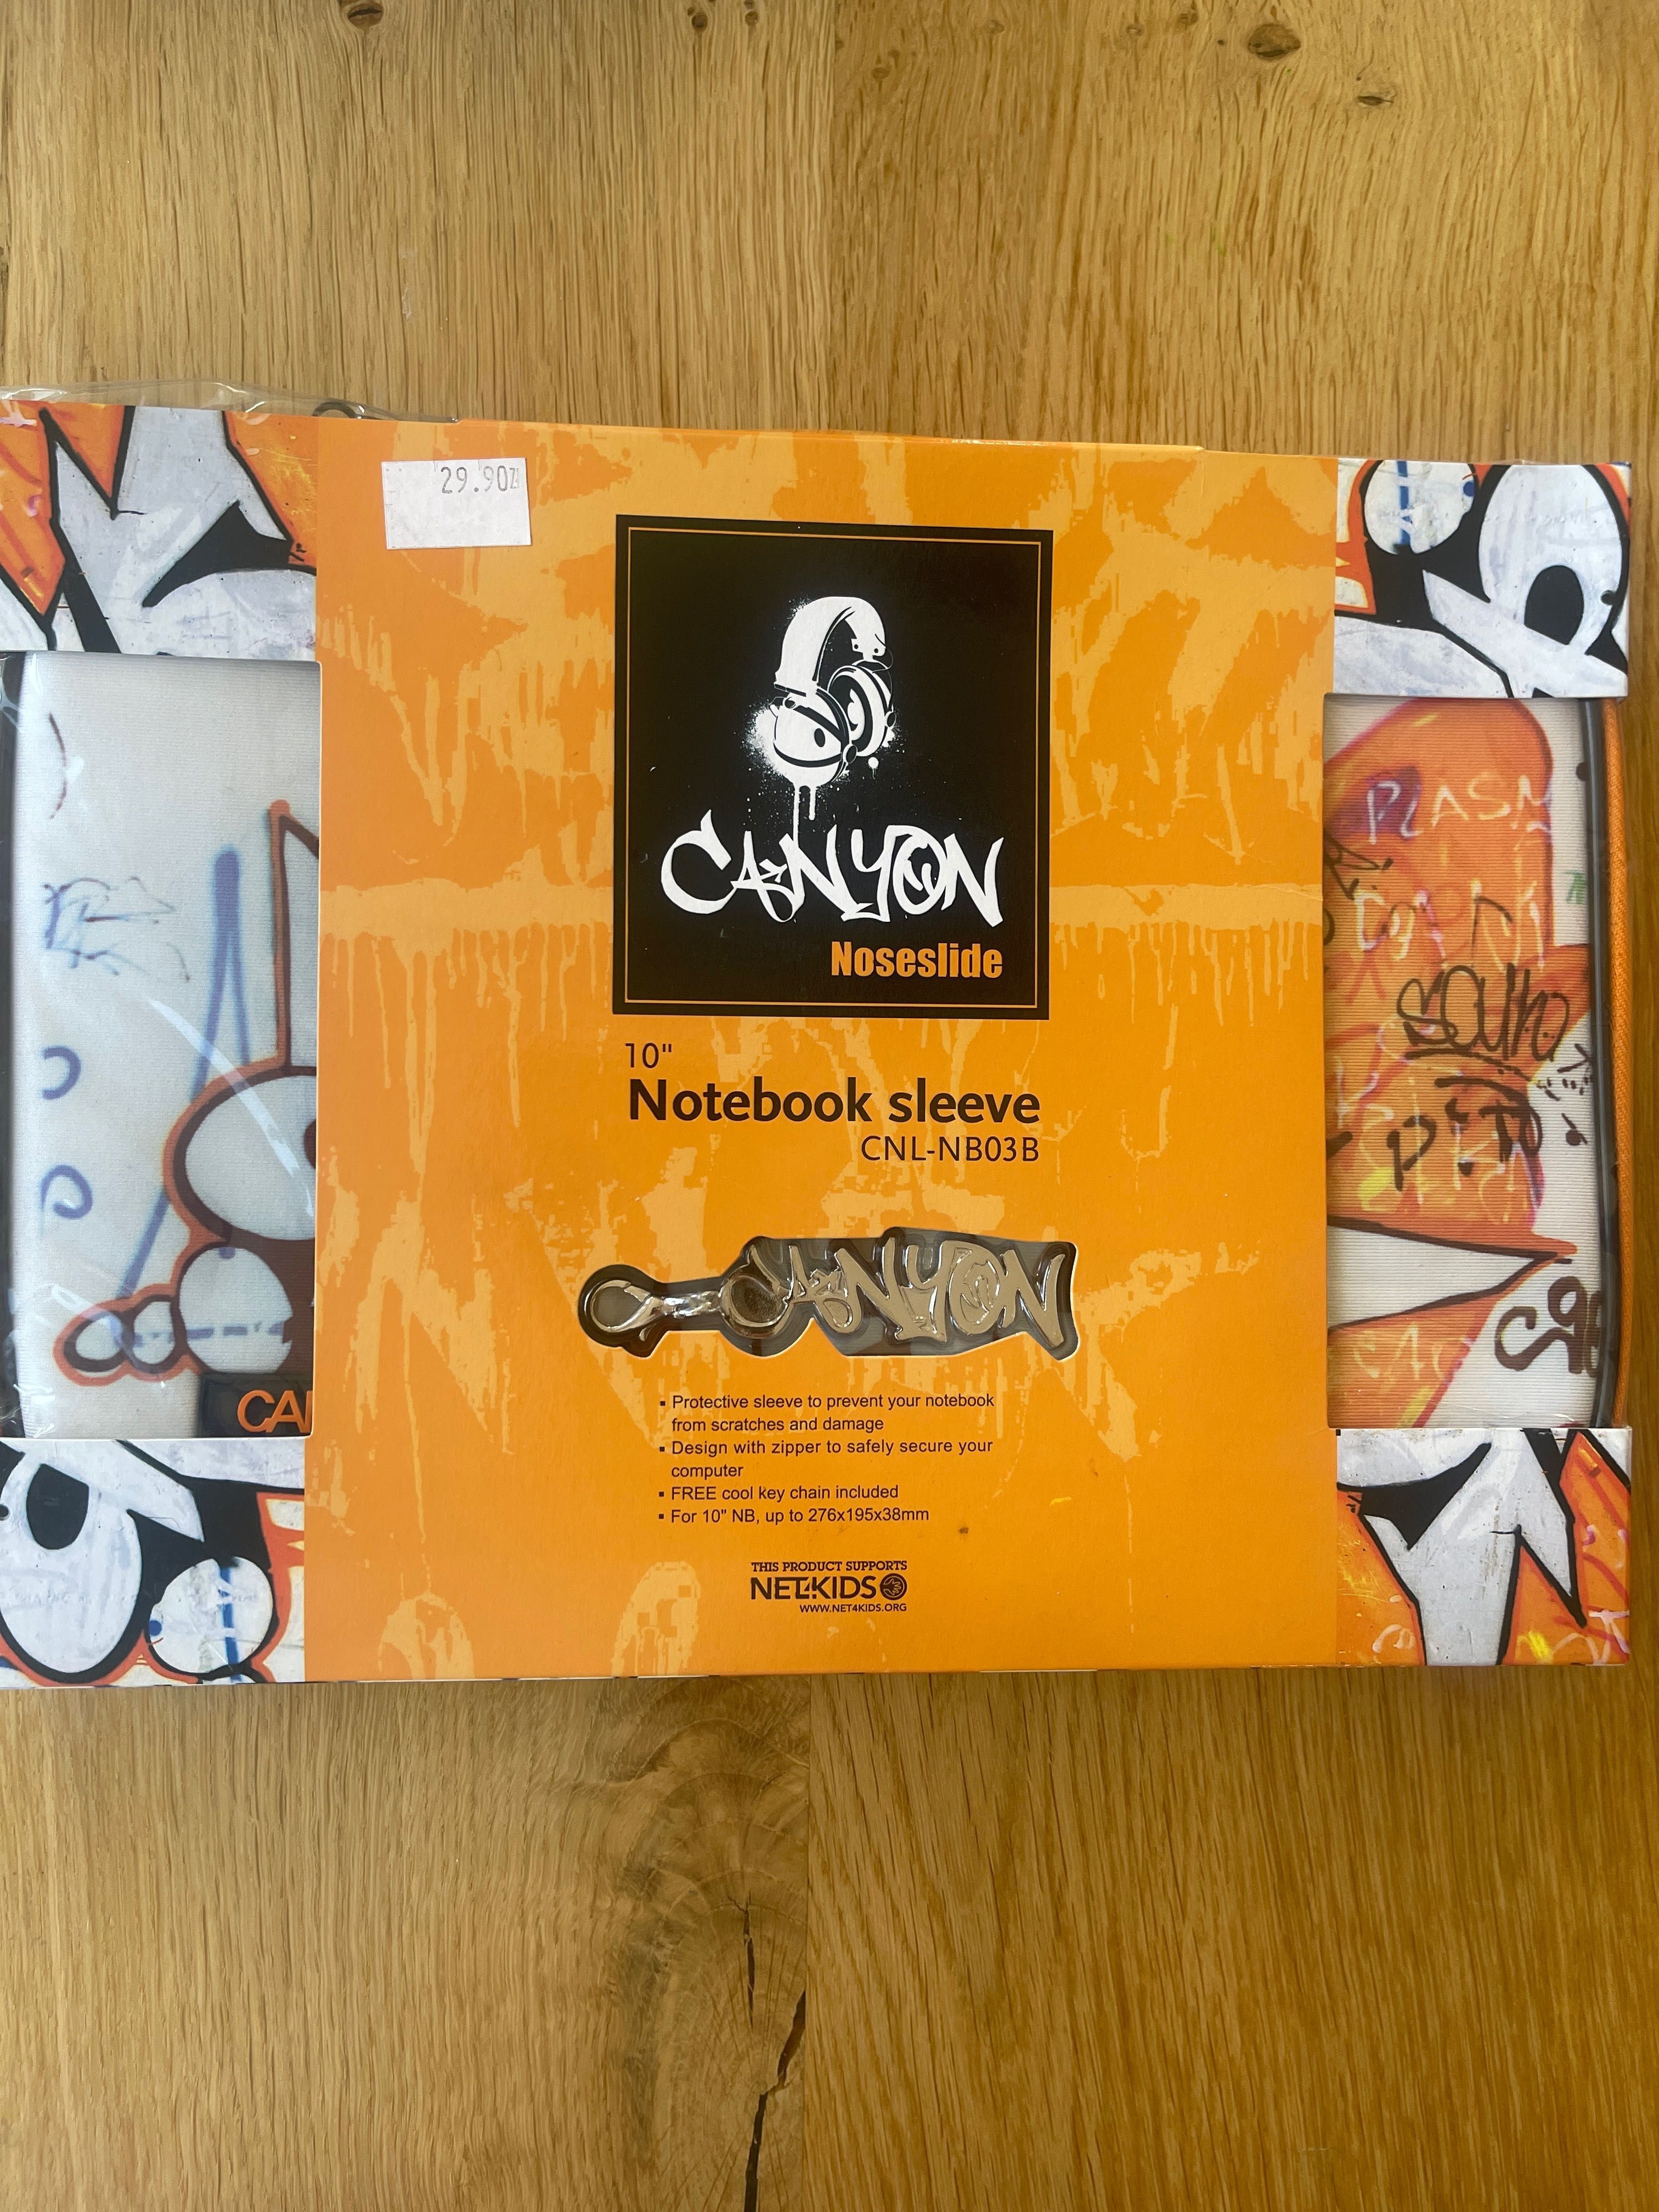 29.90zł
CANYON
Noseslide
10"
Notebook sleeve
CNL-NB03B
CANYON
▪ Protective sleeve to prevent your notebook
from scratches and damage
▪ Design with zipper to safely secure your
computer
▪ FREE cool key chain included
▪ For 10" NB, up to 276x195x38mm
THIS PRODUCT SUPPORTS
NET4KIDS
WWW.NET4KIDS.ORG
CA
PLASM